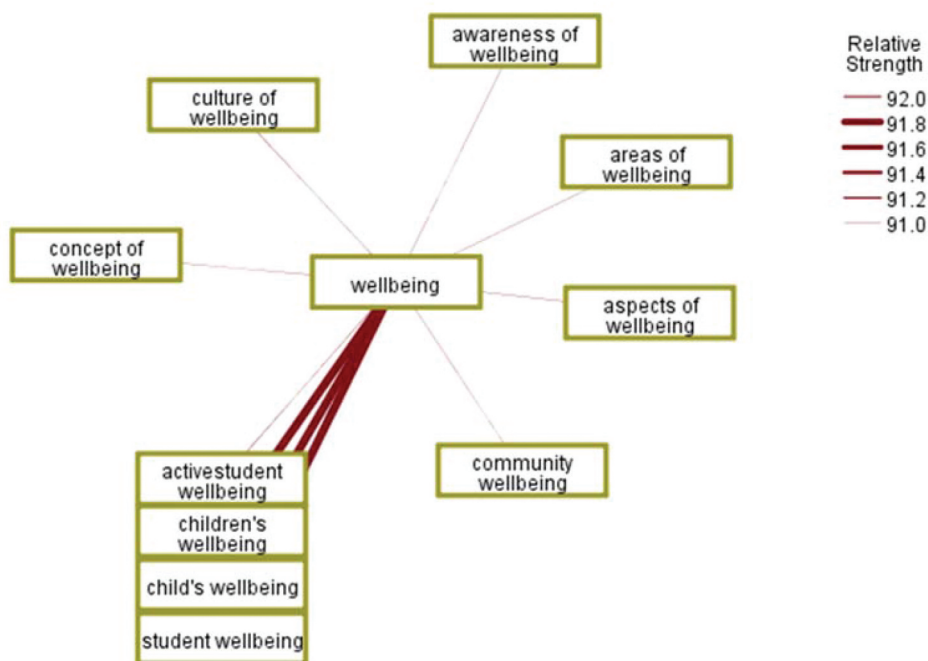 awareness of
wellbeing
culture of
wellbeing
areas of
wellbeing
concept of
wellbeing
wellbeing
aspects of
wellbeing
activestudent
wellbeing
children's
wellbeing
child's wellbeing
student wellbeing
community
wellbeing
Relative
Strength
92.0
91.8
91.6
91.4
91.2
91.0